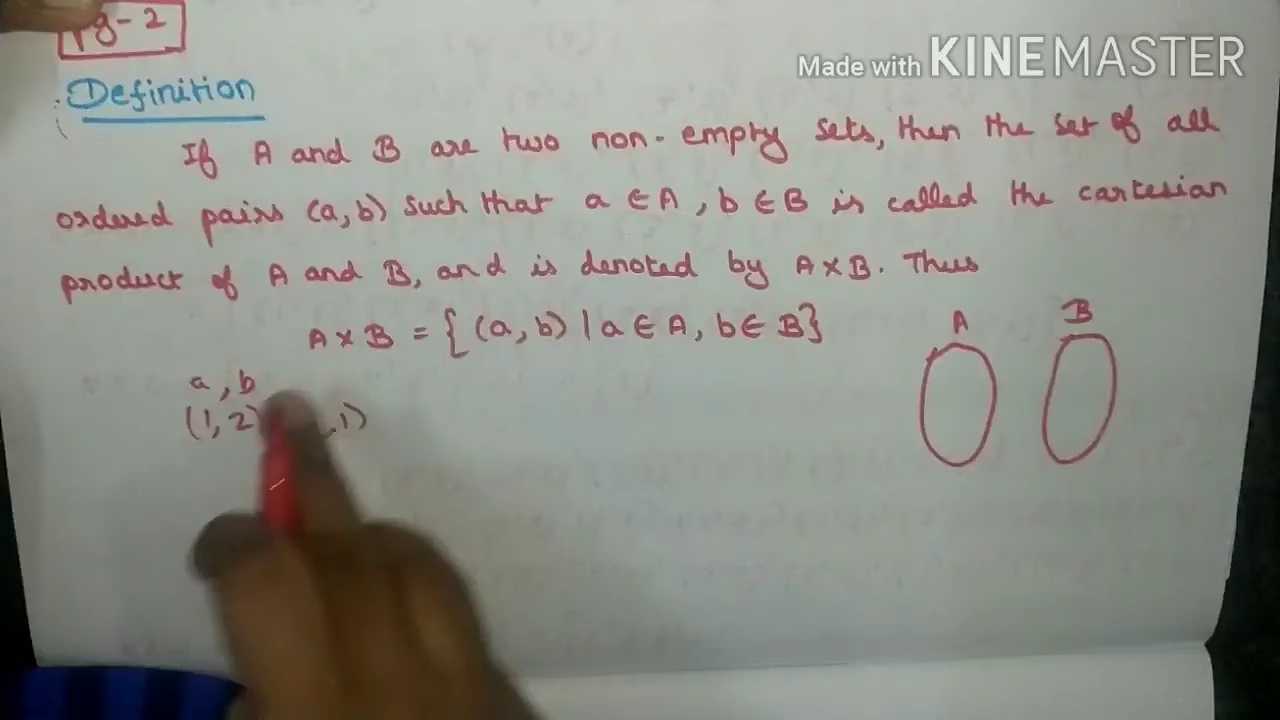 Pg-2
Made with KINEMASTER
Definition
If A and B are two non-empty sets, then the set of all
ordered pairs (a,b) such that a ∈ A, b ∈ B is called the cartesian
product of A and B, and is denoted by A × B. Thus
A × B = {(a, b) | a ∈ A, b ∈ B}
A B
a, b
(1, 2) ,1)